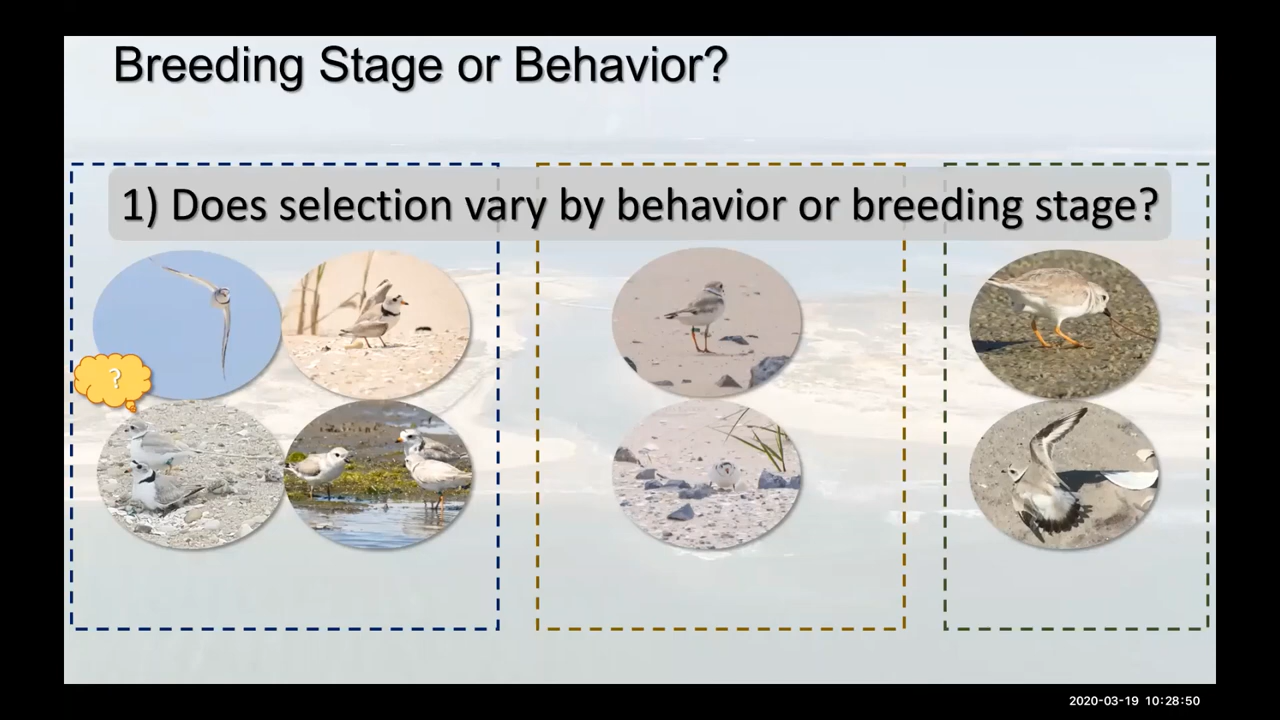 Breeding Stage or Behavior?
1) Does selection vary by behavior or breeding stage?
?
2020-03-19 10:28:50